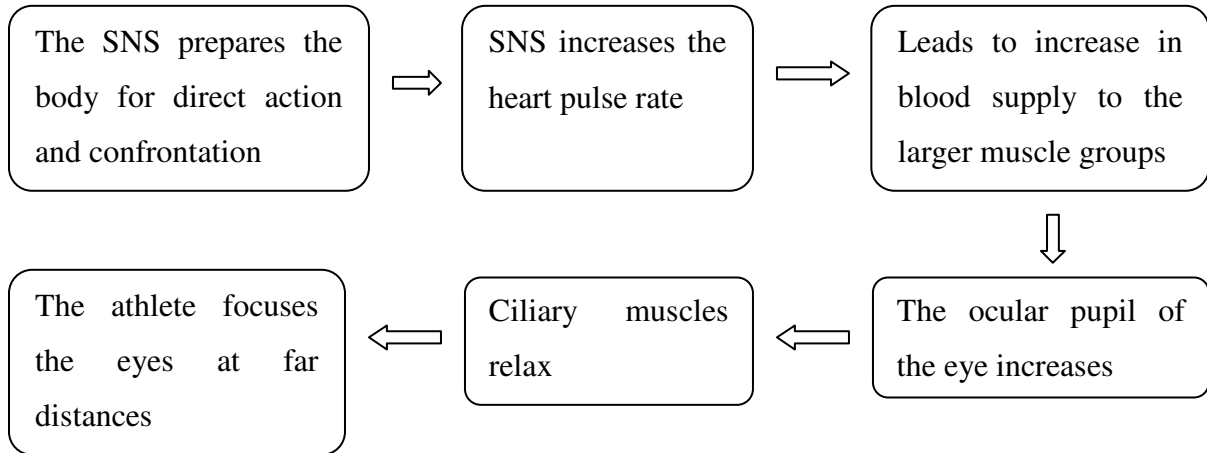 The SNS prepares the
body for direct action
and confrontation
SNS increases the
heart pulse rate
Leads to increase in
blood supply to the
larger muscle groups
The ocular pupil of
the eye increases
Ciliary muscles
relax
The athlete focuses
the eyes at far
distances